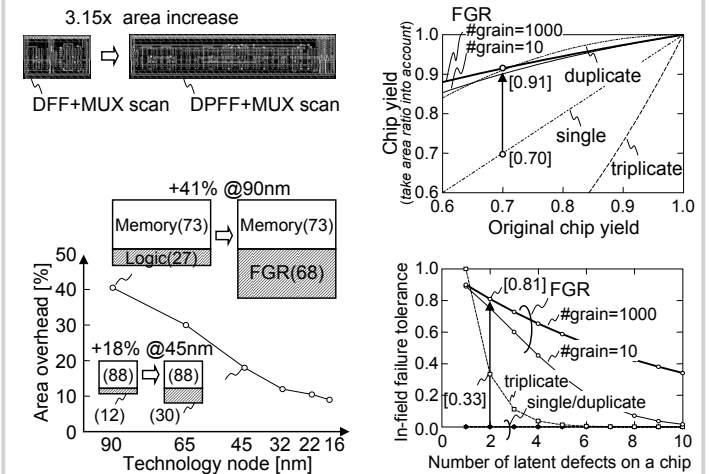 3.15x area increase
DFF+MUX scan
DPFF+MUX scan
+41% @90nm
Memory(73)
Memory(73)
Logic(27)
FGR(68)
+18% @45nm
(88)
(88)
(12)
(30)
Area overhead [%]
50
40
30
20
10
0
90
65
45
32
22
16
Technology node [nm]
FGR
#grain=1000
#grain=10
duplicate
[0.91]
single
[0.70]
triplicate
Chip yield
(take area ratio into account)
1.0
0.9
0.8
0.7
0.6
0.6
0.7
0.8
0.9
1.0
Original chip yield
[0.81]
FGR
#grain=1000
#grain=10
triplicate
[0.33]
single/duplicate
In-field failure tolerance
1.0
0.8
0.6
0.4
0.2
0.0
0
2
4
6
8
10
Number of latent defects on a chip